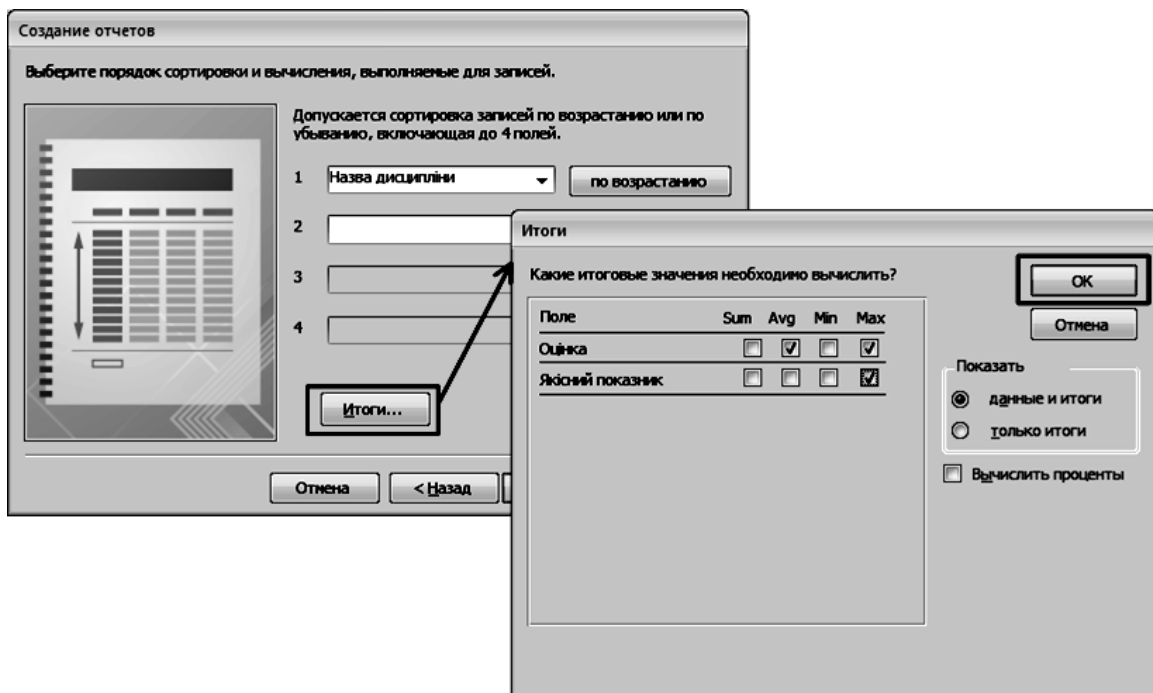 Создание отчетов
Выберите порядок сортировки и вычисления, выполняемые для записей.
Допускается сортировка записей по возрастанию или по
убыванию, включающая до 4 полей.
1 Назва дисципліни по возрастанию
2
3
4
Итоги...
Отмена < Назад
Итоги
Какие итоговые значения необходимо вычислить?
Поле Sum Avg Min Max
Оцінка
Якісний показник
OK
Отмена
Показать
данные и итоги
только итоги
Вычислить проценты